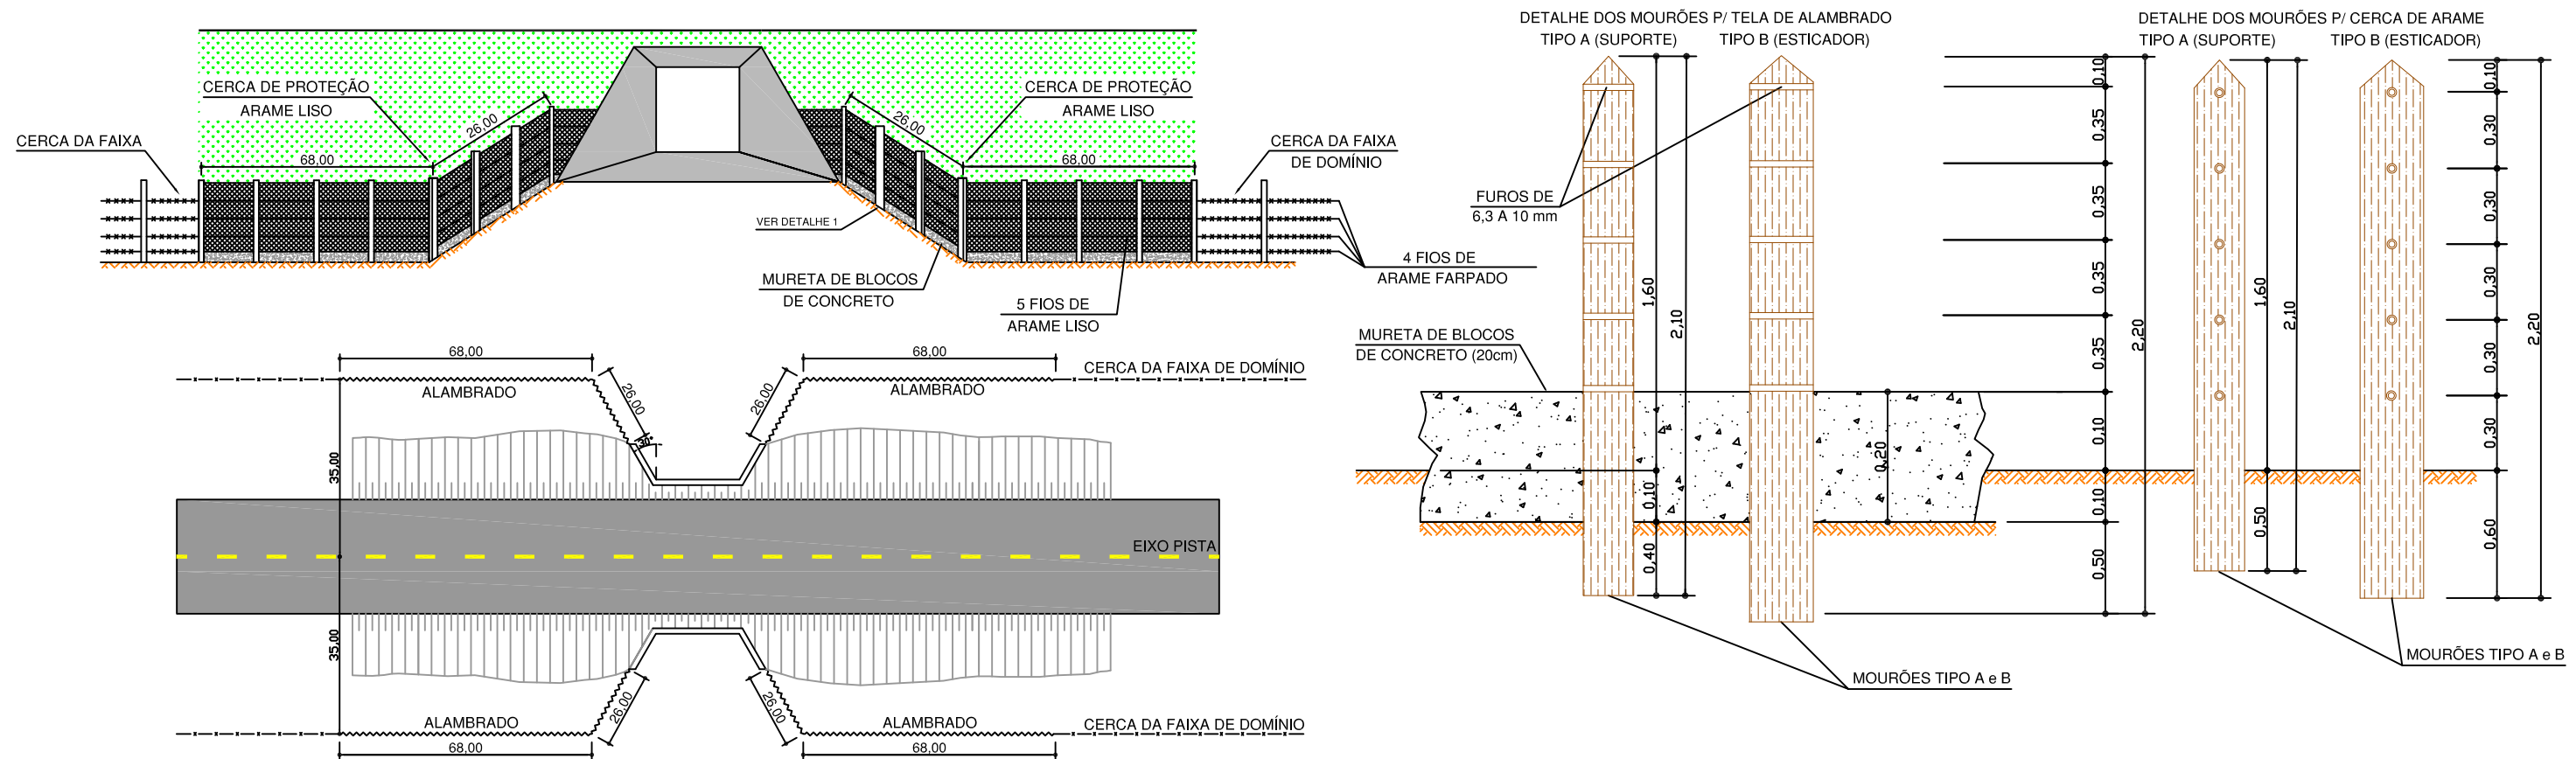 CERCA DE PROTEÇÃO
ARAME LISO
26,00
CERCA DA FAIXA
68,00
26,00
CERCA DE PROTEÇÃO
ARAME LISO
68,00
CERCA DA FAIXA
DE DOMÍNIO
VER DETALHE 1
MURETA DE BLOCOS
DE CONCRETO
5 FIOS DE
ARAME LISO
4 FIOS DE
ARAME FARPADO
68,00
68,00
CERCA DA FAIXA DE DOMÍNIO
ALAMBRADO
26,00
26,00
ALAMBRADO
30°
35,00
EIXO PISTA
35,00
26,00
26,00
ALAMBRADO
ALAMBRADO
CERCA DA FAIXA DE DOMÍNIO
68,00
68,00
DETALHE DOS MOURÕES P/ TELA DE ALAMBRADO
TIPO A (SUPORTE)
TIPO B (ESTICADOR)
FUROS DE
6,3 A 10 mm
MURETA DE BLOCOS
DE CONCRETO (20cm)
1,60
2,10
0,10
0,40
0,20
0,10
0,35
0,35
0,35
0,35
0,10
0,10
0,50
2,20
MOURÕES TIPO A e B
DETALHE DOS MOURÕES P/ CERCA DE ARAME
TIPO A (SUPORTE)
TIPO B (ESTICADOR)
1,60
2,10
0,50
0,10
0,30
0,30
0,30
0,30
0,30
0,60
2,20
MOURÕES TIPO A e B